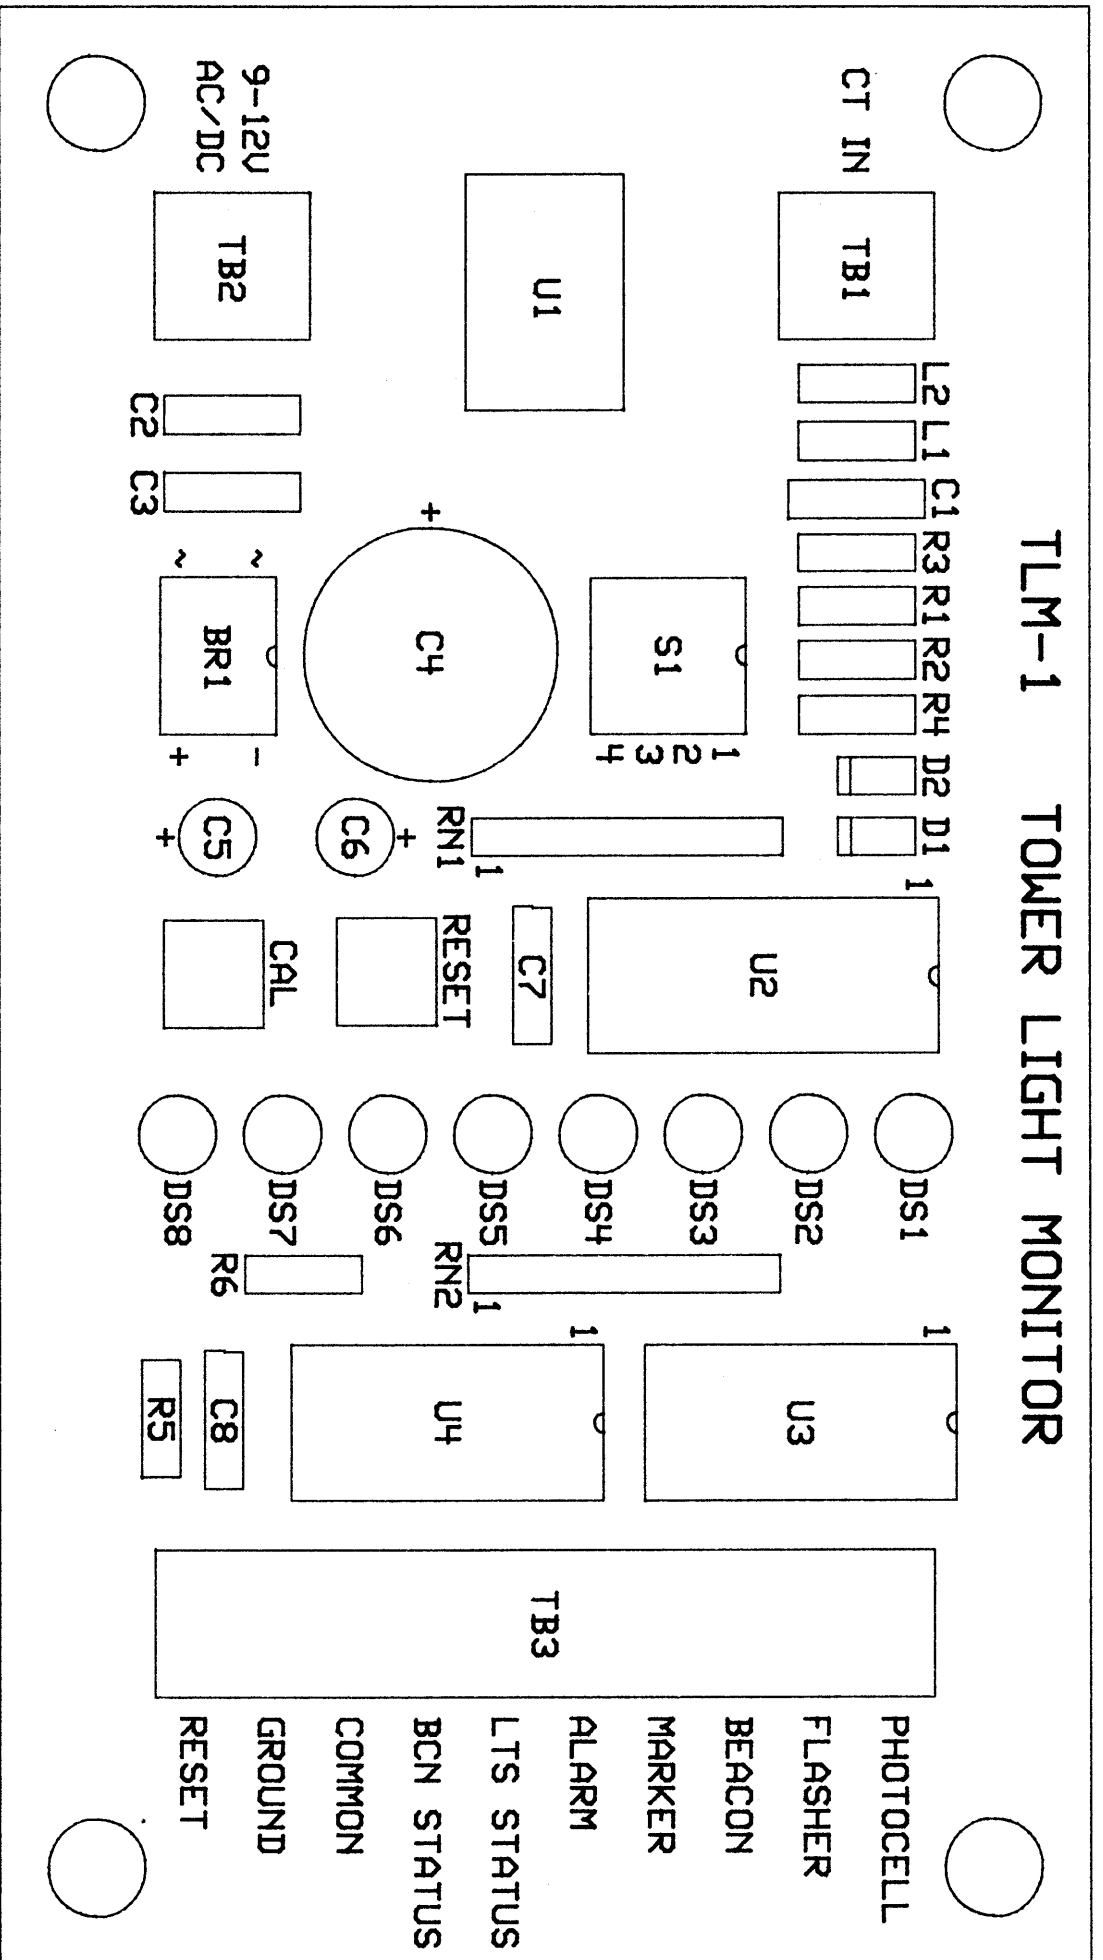 TLM-1 TOWER LIGHT MONITOR
CT IN
TB1
L2
L1
C1
R3
R1
R2
R4
D2
D1
1
U2
DS1
DS2
DS3
DS4
DS5
DS6
DS7
DS8
1
U3
1
U4
U1
S1
1
2
3
4
RN1
1
C7
RN2
1
+
C4
C6
+
RESET
CAL
9-12V
AC/DC
TB2
C2
C3
~
~
BR1
-
+
C5
+
R6
C8
R5
TB3
PHOTOCELL
FLASHER
BEACON
MARKER
ALARM
LTS STATUS
BCN STATUS
COMMON
GROUND
RESET